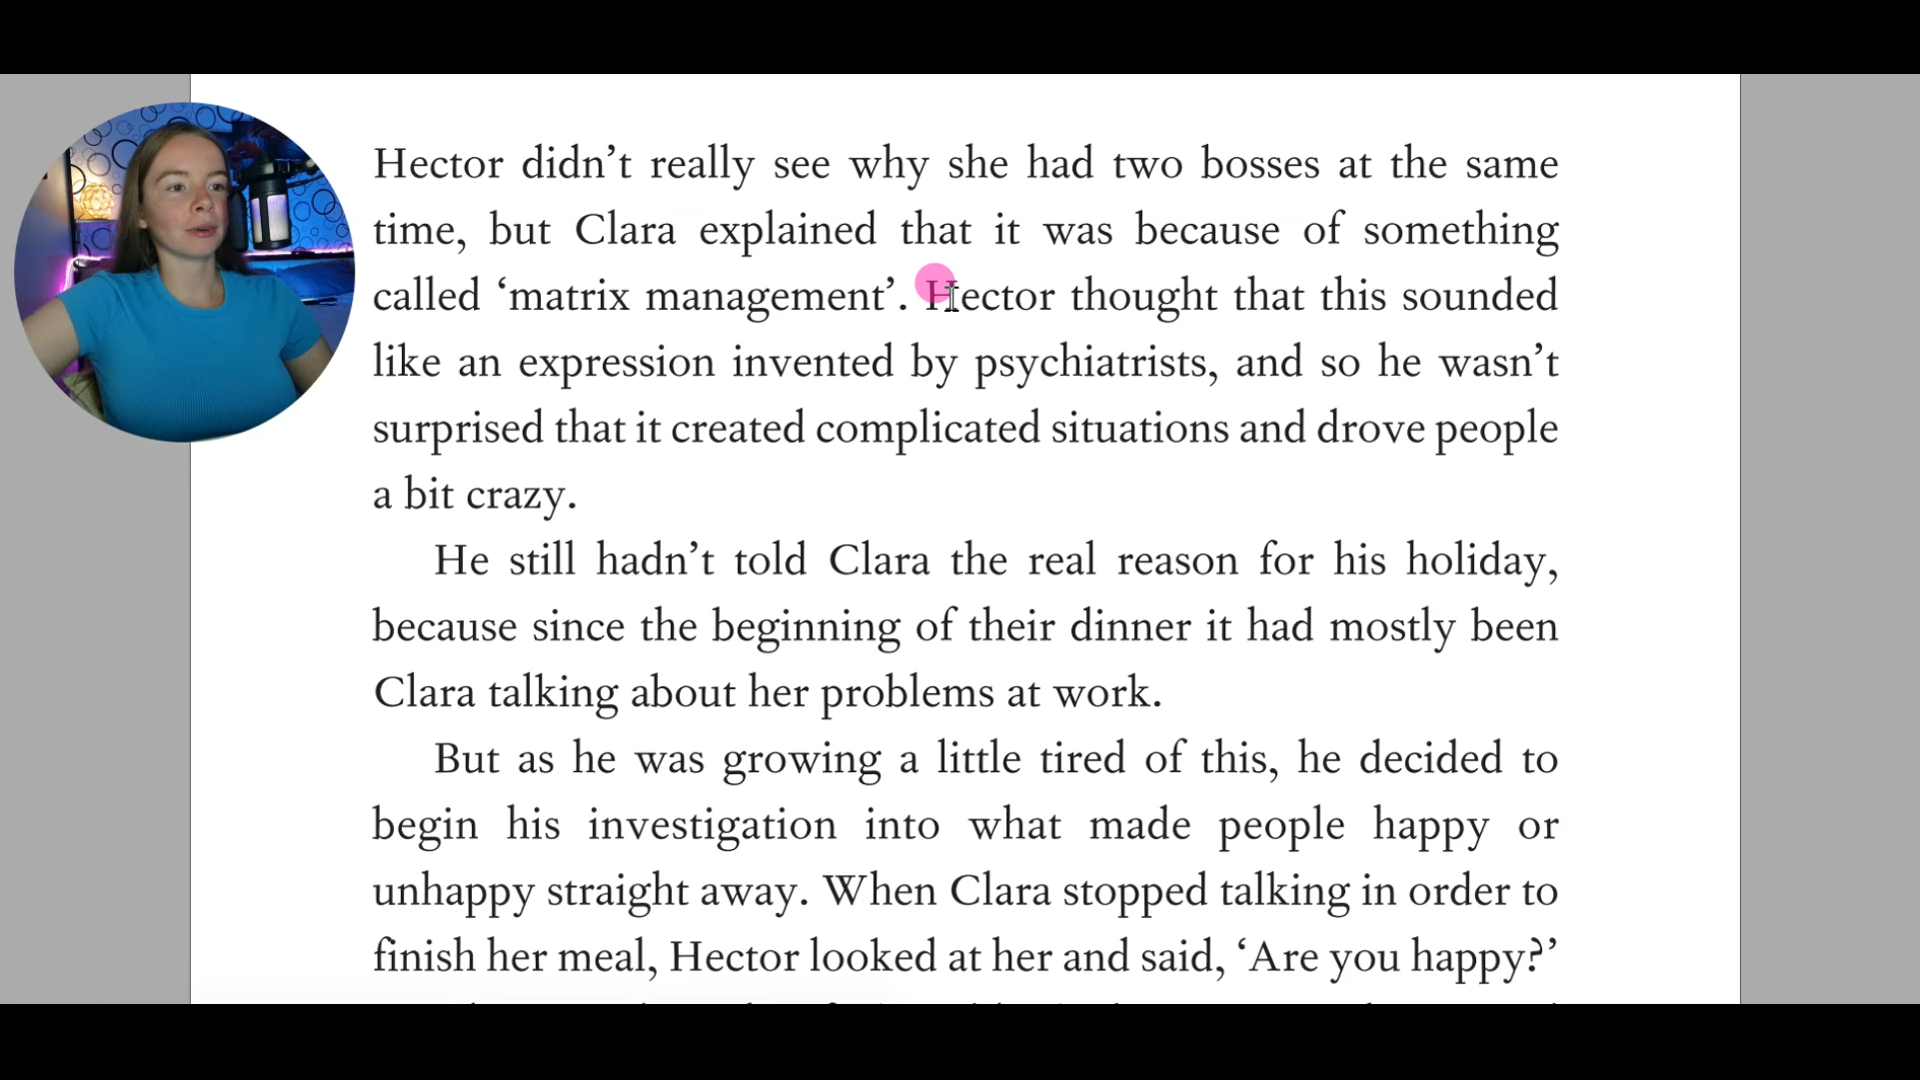 Hector didn’t really see why she had two bosses at the same
time, but Clara explained that it was because of something
called ‘matrix management’. Hector thought that this sounded
like an expression invented by psychiatrists, and so he wasn’t
surprised that it created complicated situations and drove people
a bit crazy.
He still hadn’t told Clara the real reason for his holiday,
because since the beginning of their dinner it had mostly been
Clara talking about her problems at work.
But as he was growing a little tired of this, he decided to
begin his investigation into what made people happy or
unhappy straight away. When Clara stopped talking in order to
finish her meal, Hector looked at her and said, ‘Are you happy?’